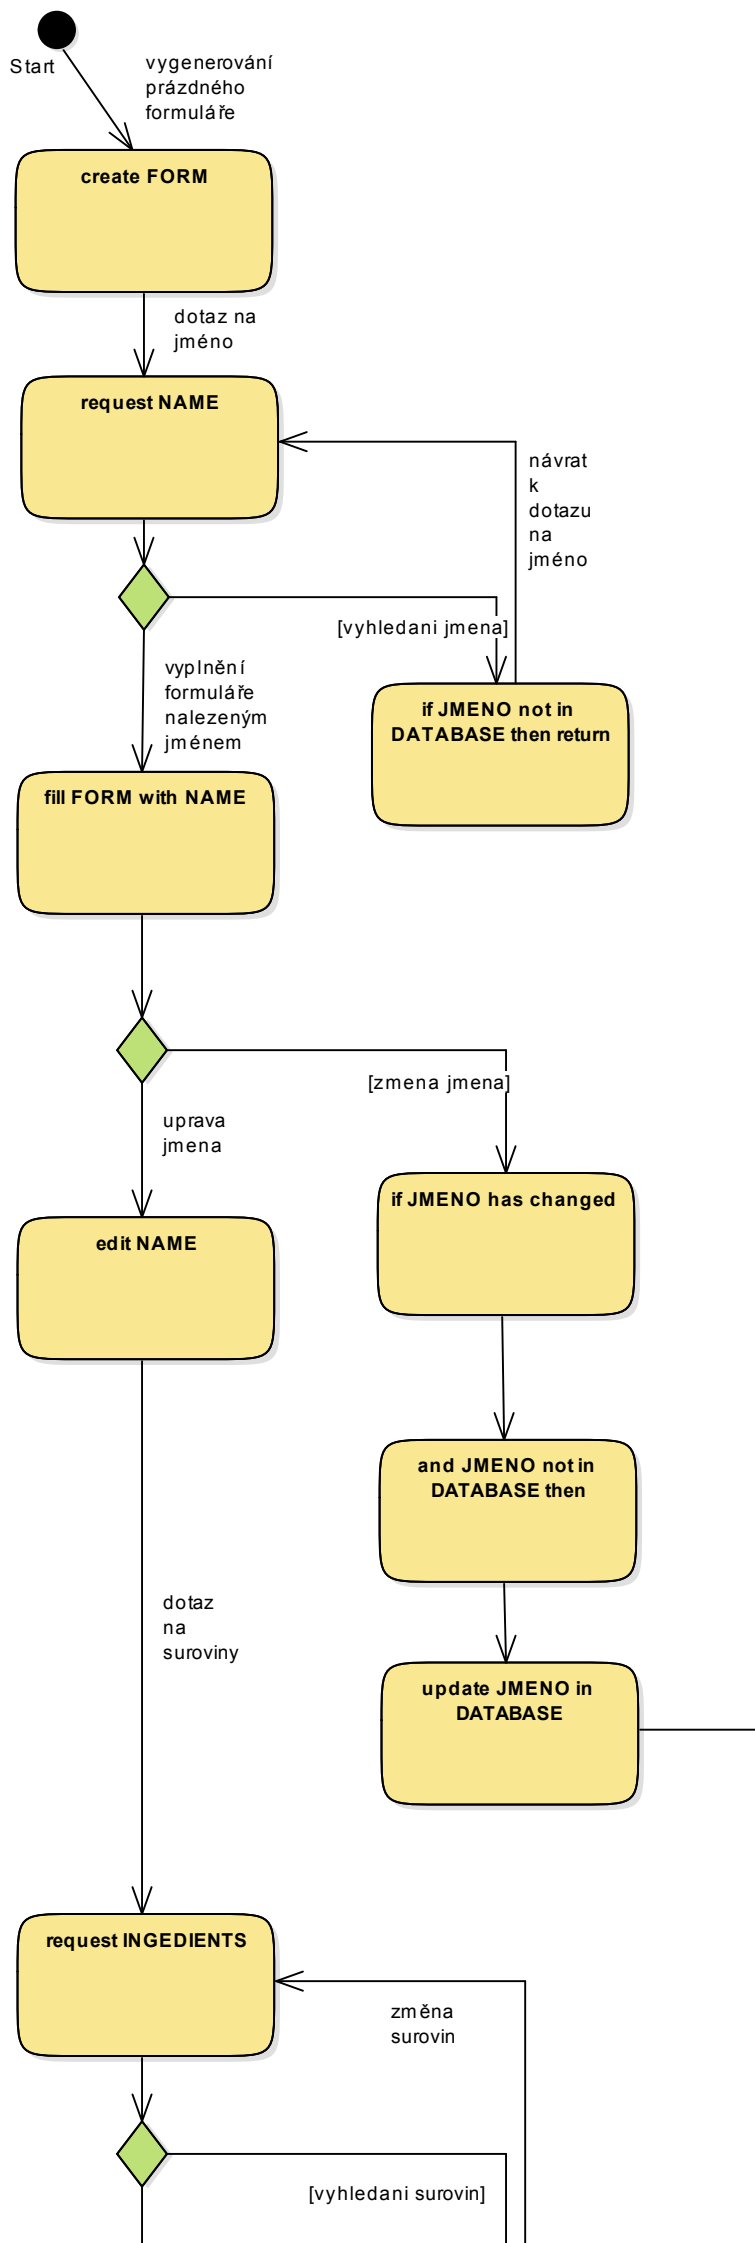 Start
vygenerování
prázdného
formuláře
create FORM
dotaz na
jméno
request NAME
návrat
k
dotazu
na
jméno
[vyhledani jmena]
vyplnění
formuláře
nalezeným
jménem
if JMENO not in
DATABASE then return
fill FORM with NAME
[zmena jmena]
uprava
jmena
if JMENO has changed
edit NAME
and JMENO not in
DATABASE then
dotaz
na
suroviny
update JMENO in
DATABASE
request INGEDIENTS
změna
surovin
[vyhledani surovin]